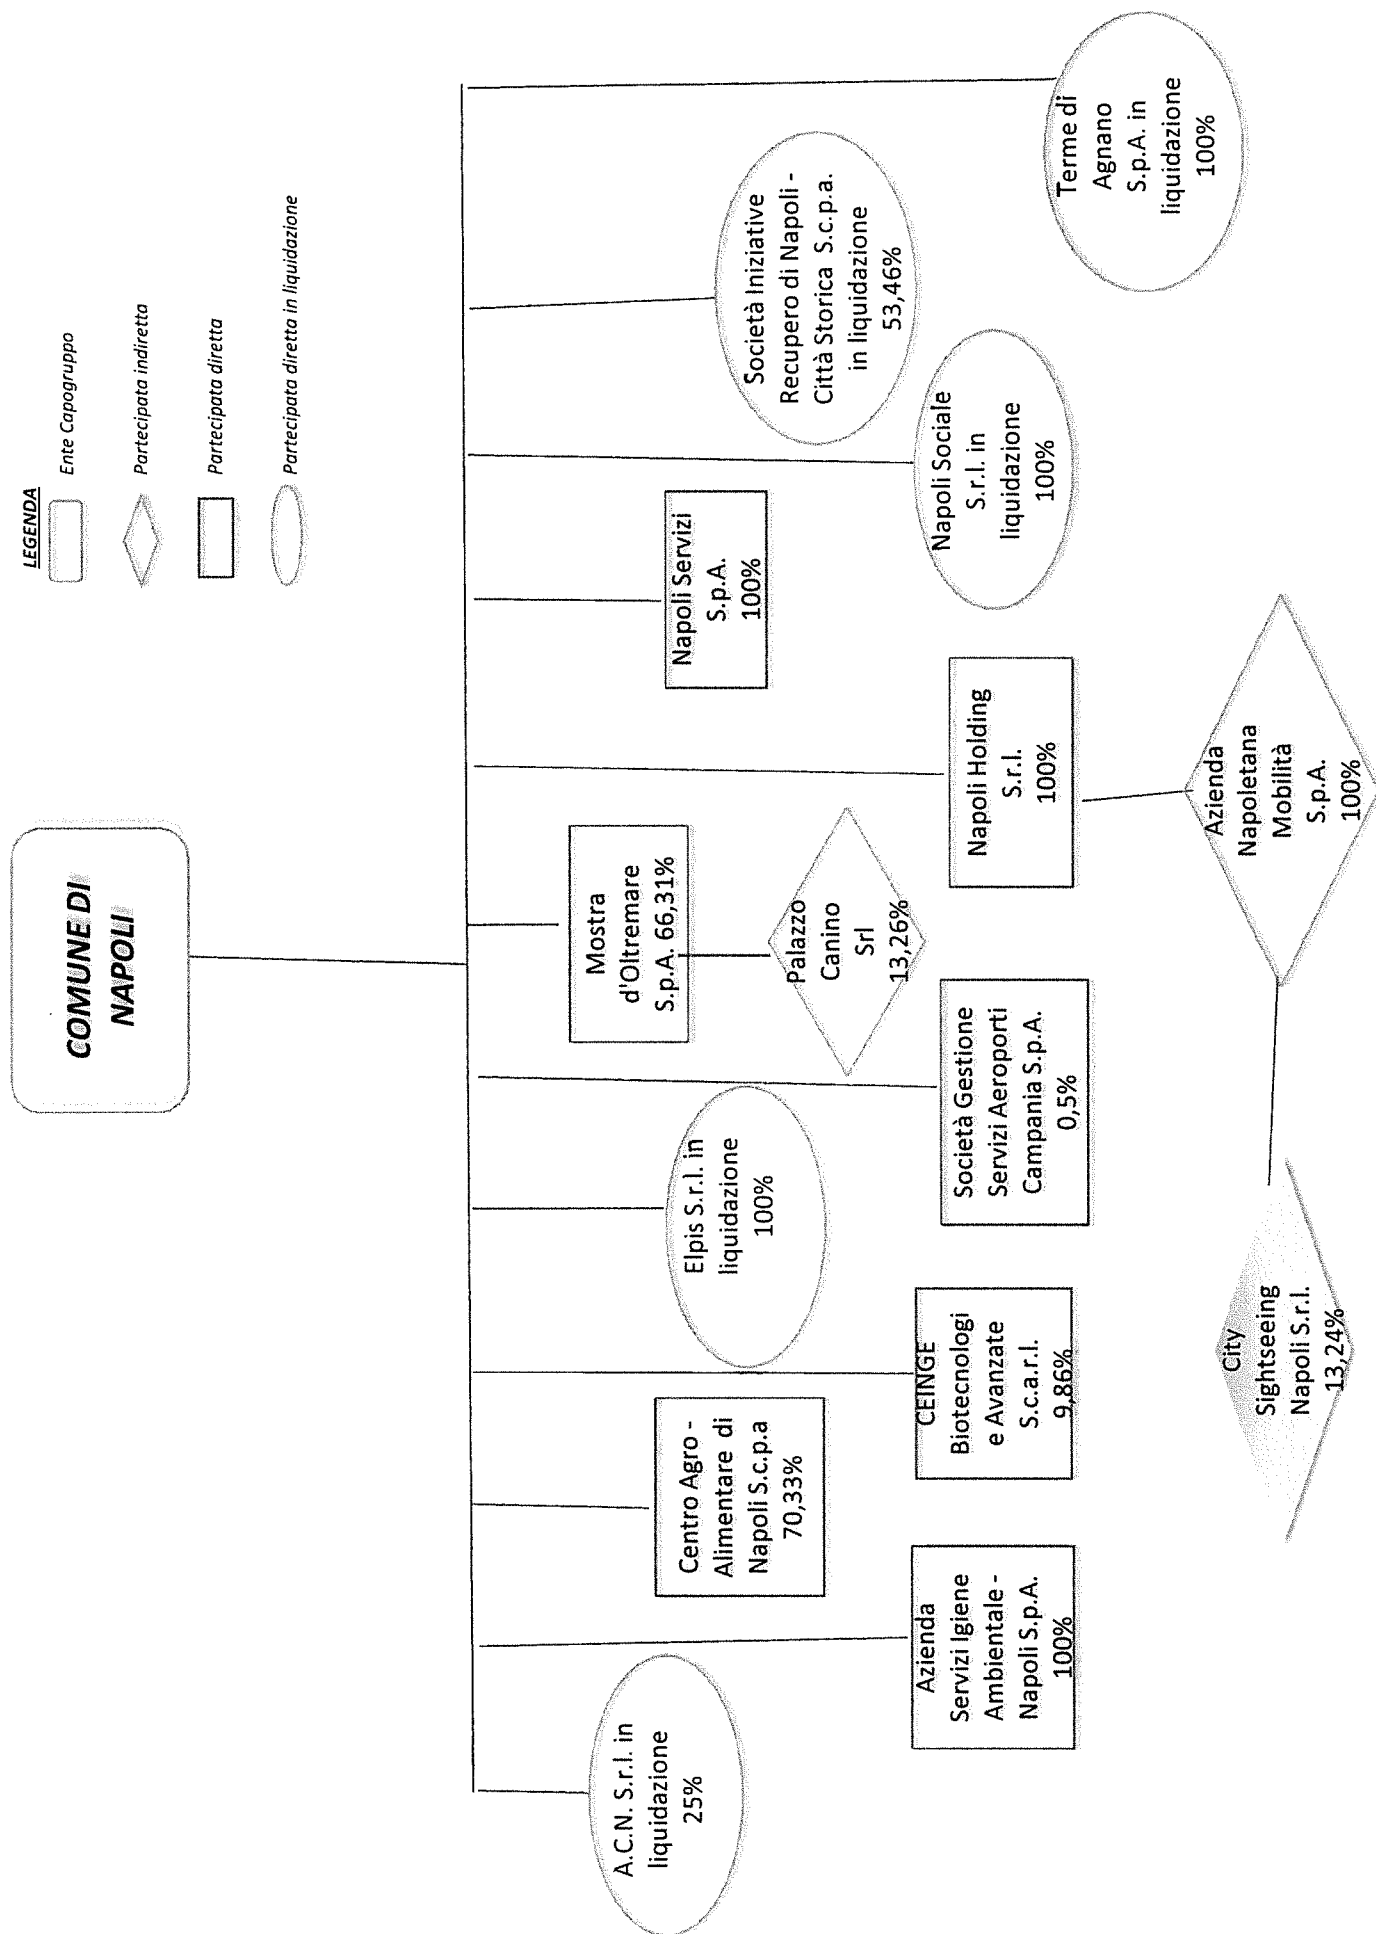 LEGENDA
Ente Capogruppo
Partecipata indiretta
Partecipata diretta
Partecipata diretta in liquidazione
COMUNE DI
NAPOLI
A.C.N. S.r.l. in
liquidazione
25%
Azienda
Servizi Igiene
Ambientale -
Napoli S.p.A.
100%
Centro Agro -
Alimentare di
Napoli S.c.p.a
70,33%
CEINGE
Biotecnologi
e Avanzate
S.c.a.r.l.
9,86%
Elpis S.r.l. in
liquidazione
100%
Società Gestione
Servizi Aeroporti
Campania S.p.A.
0,5%
Mostra
d'Oltremare
S.p.A. 66,31%
Palazzo
Canino
Srl
13,26%
Napoli Holding
S.r.l.
100%
Azienda
Napoletana
Mobilità
S.p.A.
100%
City
Sightseeing
Napoli S.r.l.
13,24%
Napoli Servizi
S.p.A.
100%
Napoli Sociale
S.r.l. in
liquidazione
100%
Società Iniziative
Recupero di Napoli -
Città Storica S.c.p.a.
in liquidazione
53,46%
Terme di
Agnano
S.p.A. in
liquidazione
100%